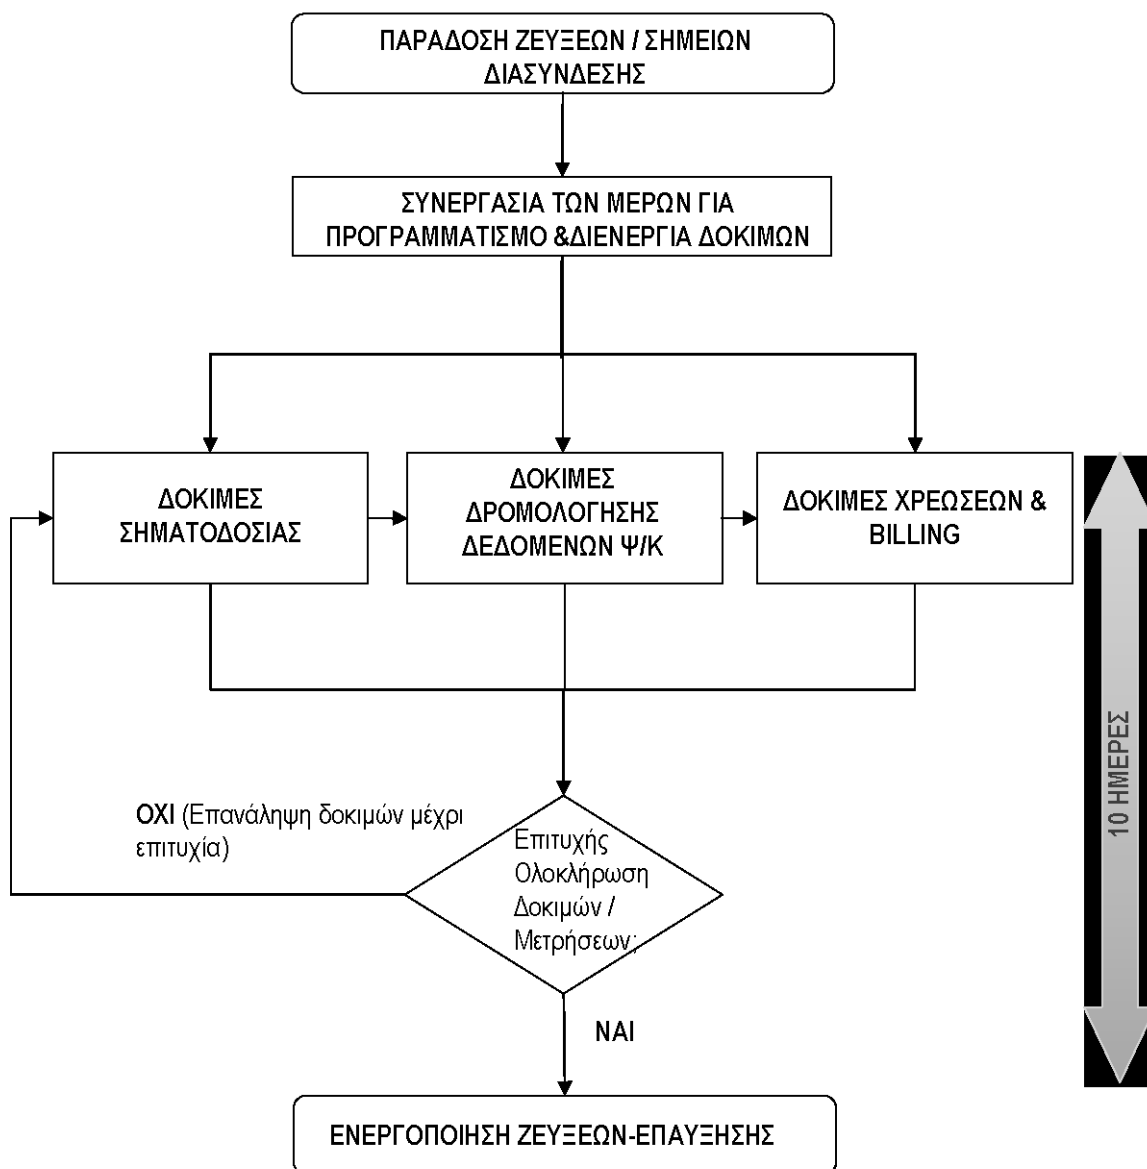 ΠΑΡΑΔΟΣΗ ΖΕΥΞΕΩΝ / ΣΗΜΕΙΩΝ
ΔΙΑΣΥΝΔΕΣΗΣ
ΣΥΝΕΡΓΑΣΙΑ ΤΩΝ ΜΕΡΩΝ ΓΙΑ
ΠΡΟΓΡΑΜΜΑΤΙΣΜΟ &ΔΙΕΝΕΡΓΙΑ ΔΟΚΙΜΩΝ
ΔΟΚΙΜΕΣ
ΣΗΜΑΤΟΔΟΣΙΑΣ
ΔΟΚΙΜΕΣ
ΔΡΟΜΟΛΟΓΗΣΗΣ
ΔΕΔΟΜΕΝΩΝ Ψ/Κ
ΔΟΚΙΜΕΣ ΧΡΕΩΣΕΩΝ &
BILLING
10 ΗΜΕΡΕΣ
ΟΧΙ (Επανάληψη δοκιμών μέχρι
επιτυχία)
Επιτυχής
Ολοκλήρωση
Δοκιμών /
Μετρήσεων;
ΝΑΙ
ΕΝΕΡΓΟΠΟΙΗΣΗ ΖΕΥΞΕΩΝ-ΕΠΑΥΞΗΣΗΣ